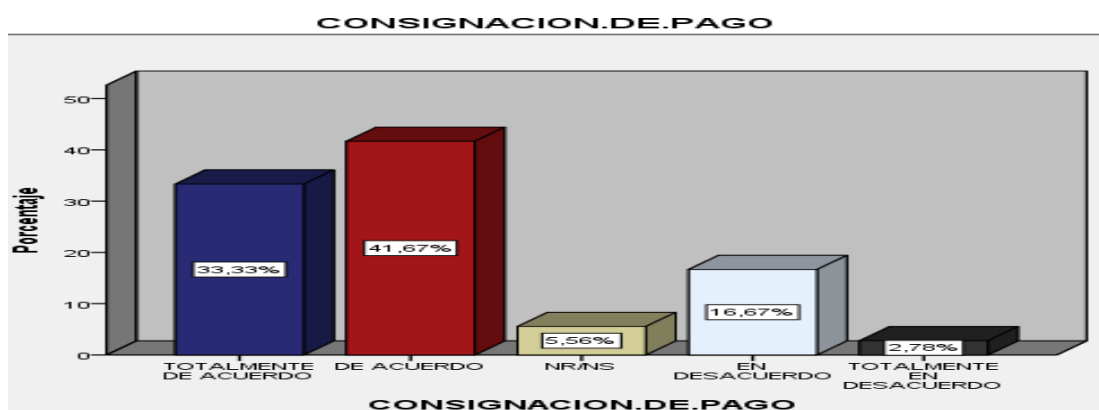 CONSIGNACION.DE.PAGO
Porcentaje
50
40
30
20
10
0
33,33%
41,67%
5,56%
16,67%
2,78%
TOTALMENTE
DE ACUERDO
DE ACUERDO
NR/NS
EN
DESACUERDO
TOTALMENTE
EN
DESACUERDO
CONSIGNACION.DE.PAGO